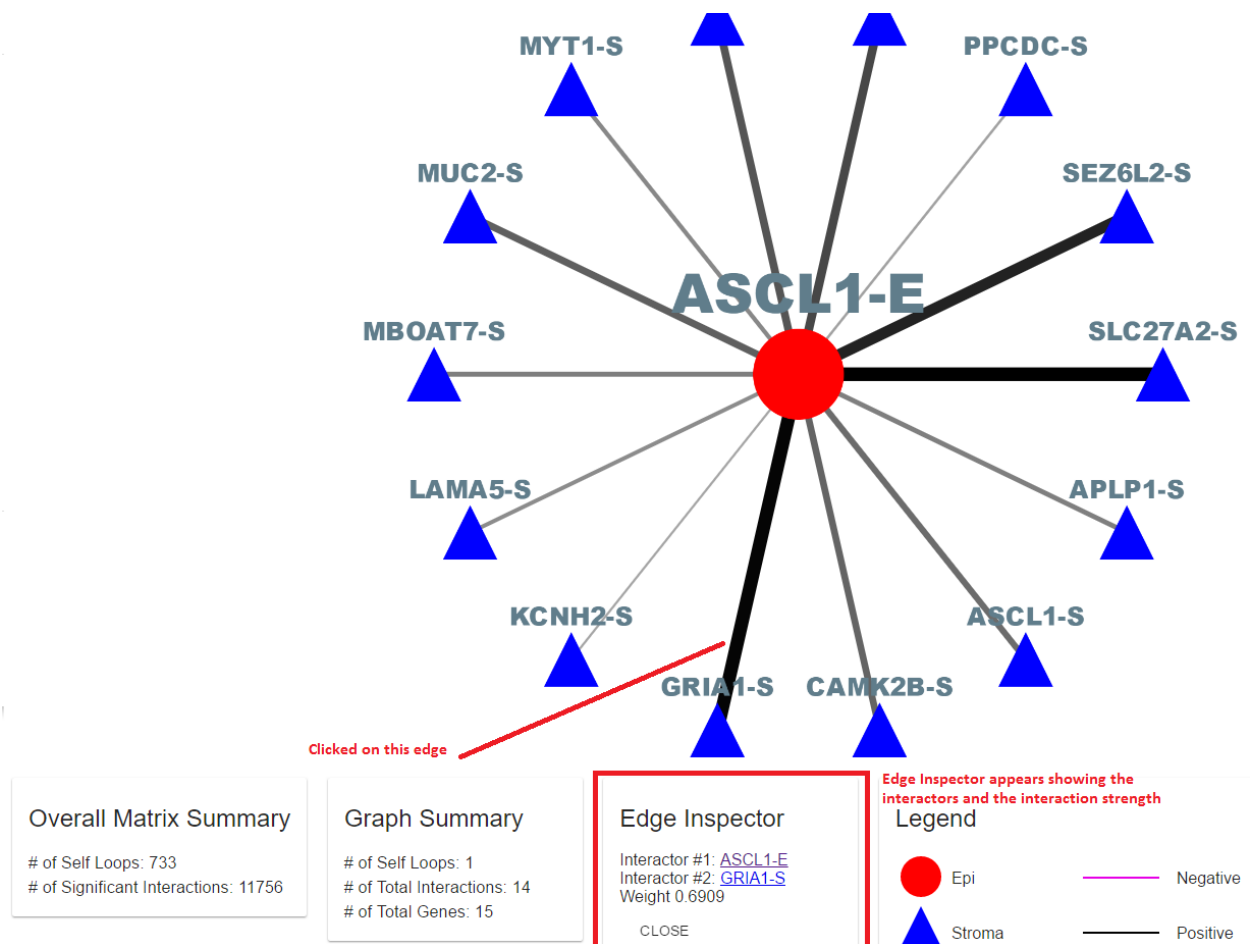 MYT1-S
PPCDC-S
MUC2-S
SEZ6L2-S
ASCL1-E
MBOAT7-S
SLC27A2-S
LAMA5-S
APLP1-S
KCNH2-S
ASCL1-S
GRIA1-S
CAMK2B-S
Clicked on this edge
Overall Matrix Summary
# of Self Loops: 733
# of Significant Interactions: 11756
Graph Summary
# of Self Loops: 1
# of Total Interactions: 14
# of Total Genes: 15
Edge Inspector
Interactor #1: ASCL1-E
Interactor #2: GRIA1-S
Weight 0.6909
CLOSE
Edge Inspector appears showing the
interactors and the interaction strength
Legend
Epi
Negative
Stroma
Positive